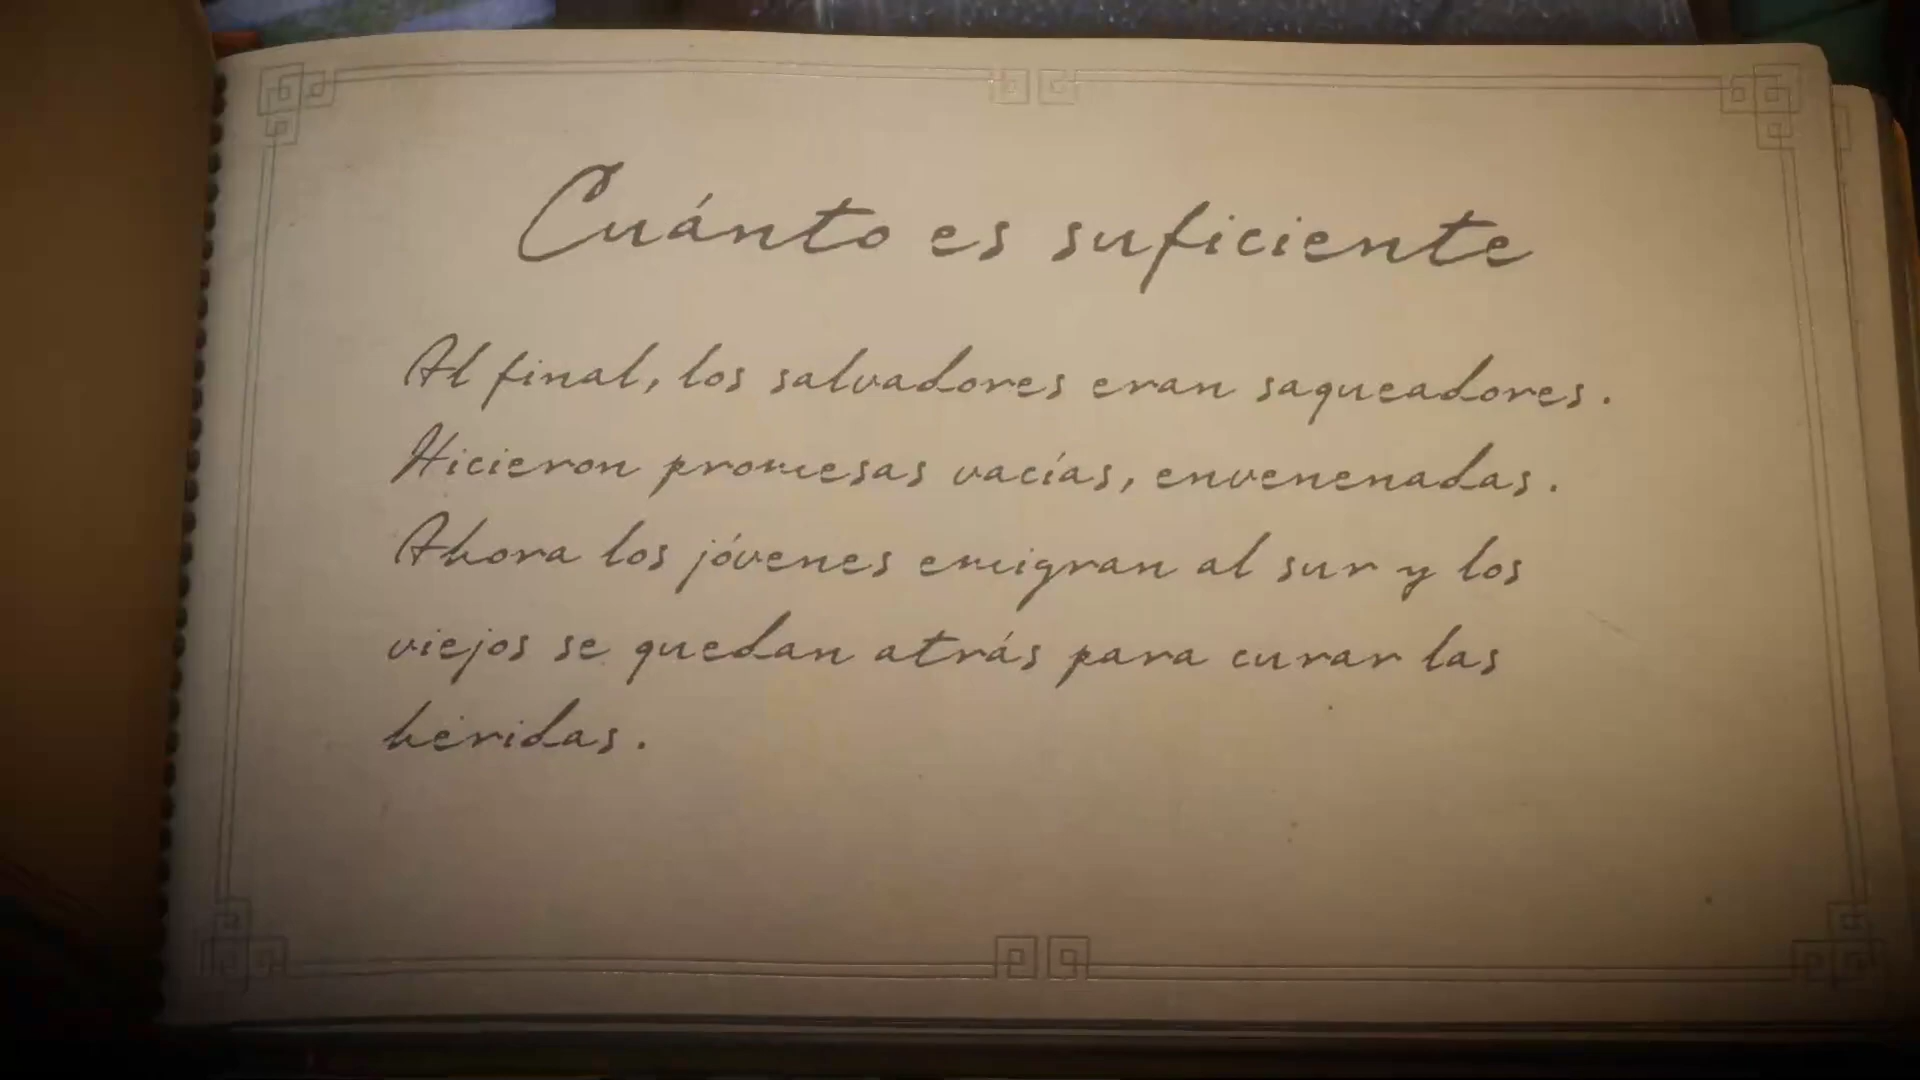 Cuánto es suficiente
Al final, los salvadores eran saqueadores.
Hicieron promesas vacías, envenenadas.
Ahora los jóvenes emigran al sur y los
viejos se quedan atrás para curar las
heridas.